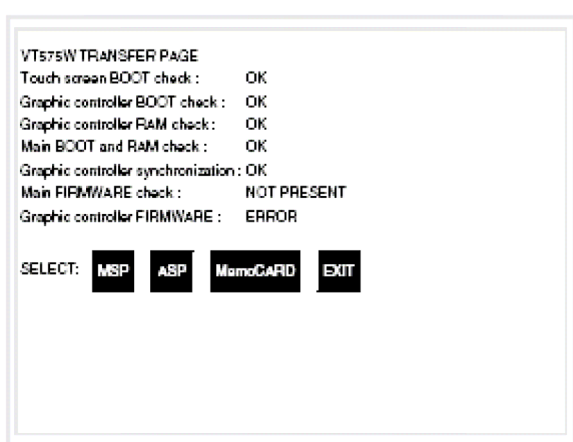 VT575W TRANSFER PAGE
Touch screen BOOT check : OK
Graphic controller BOOT check : OK
Graphic controller RAM check : OK
Main BOOT and RAM check : OK
Graphic controller synchronization : OK
Main FIRMWARE check : NOT PRESENT
Graphic controller FIRMWARE : ERROR
SELECT: MSP ASP MemoCARD EXIT